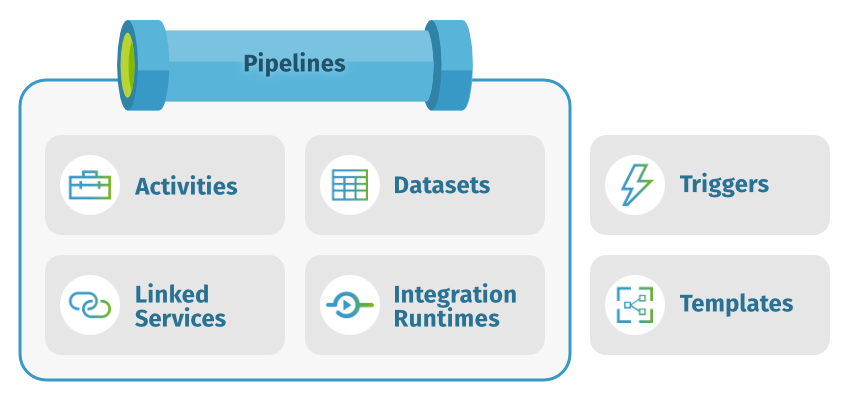 Pipelines
Activities
Datasets
Triggers
Linked
Services
Integration
Runtimes
Templates